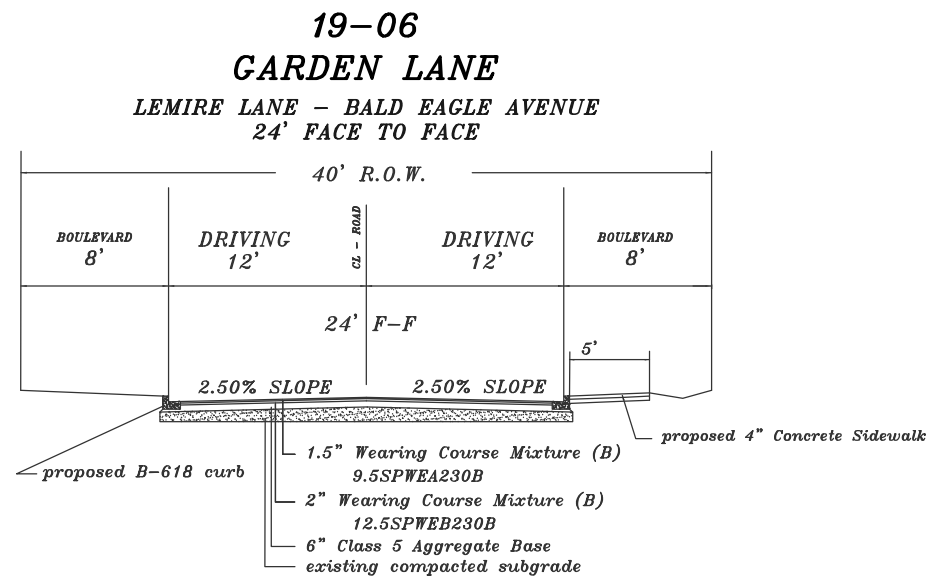 19-06
GARDEN LANE
LEMIRE LANE - BALD EAGLE AVENUE
24' FACE TO FACE
40' R.O.W.
BOULEVARD
8'
DRIVING
12'
CL - ROAD
DRIVING
12'
BOULEVARD
8'
24' F-F
5'
2.50% SLOPE
2.50% SLOPE
proposed 4" Concrete Sidewalk
proposed B-618 curb
1.5" Wearing Course Mixture (B)
9.5SPWEA230B
2" Wearing Course Mixture (B)
12.5SPWEB230B
6" Class 5 Aggregate Base
existing compacted subgrade